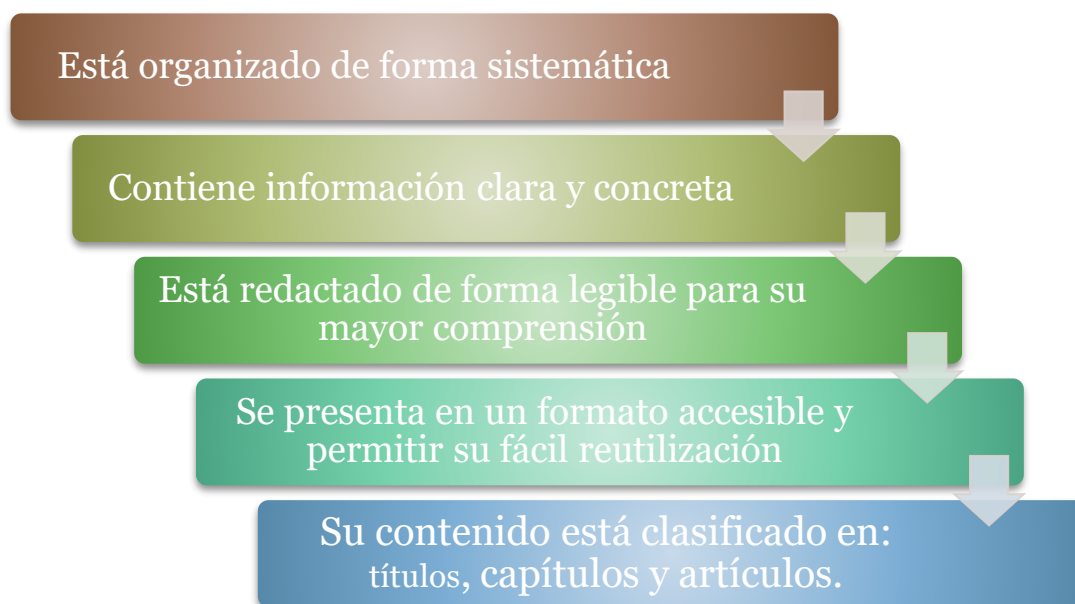 Está organizado de forma sistemática
Contiene información clara y concreta
Está redactado de forma legible para su
mayor comprensión
Se presenta en un formato accesible y
permitir su fácil reutilización
Su contenido está clasificado en:
títulos, capítulos y artículos.